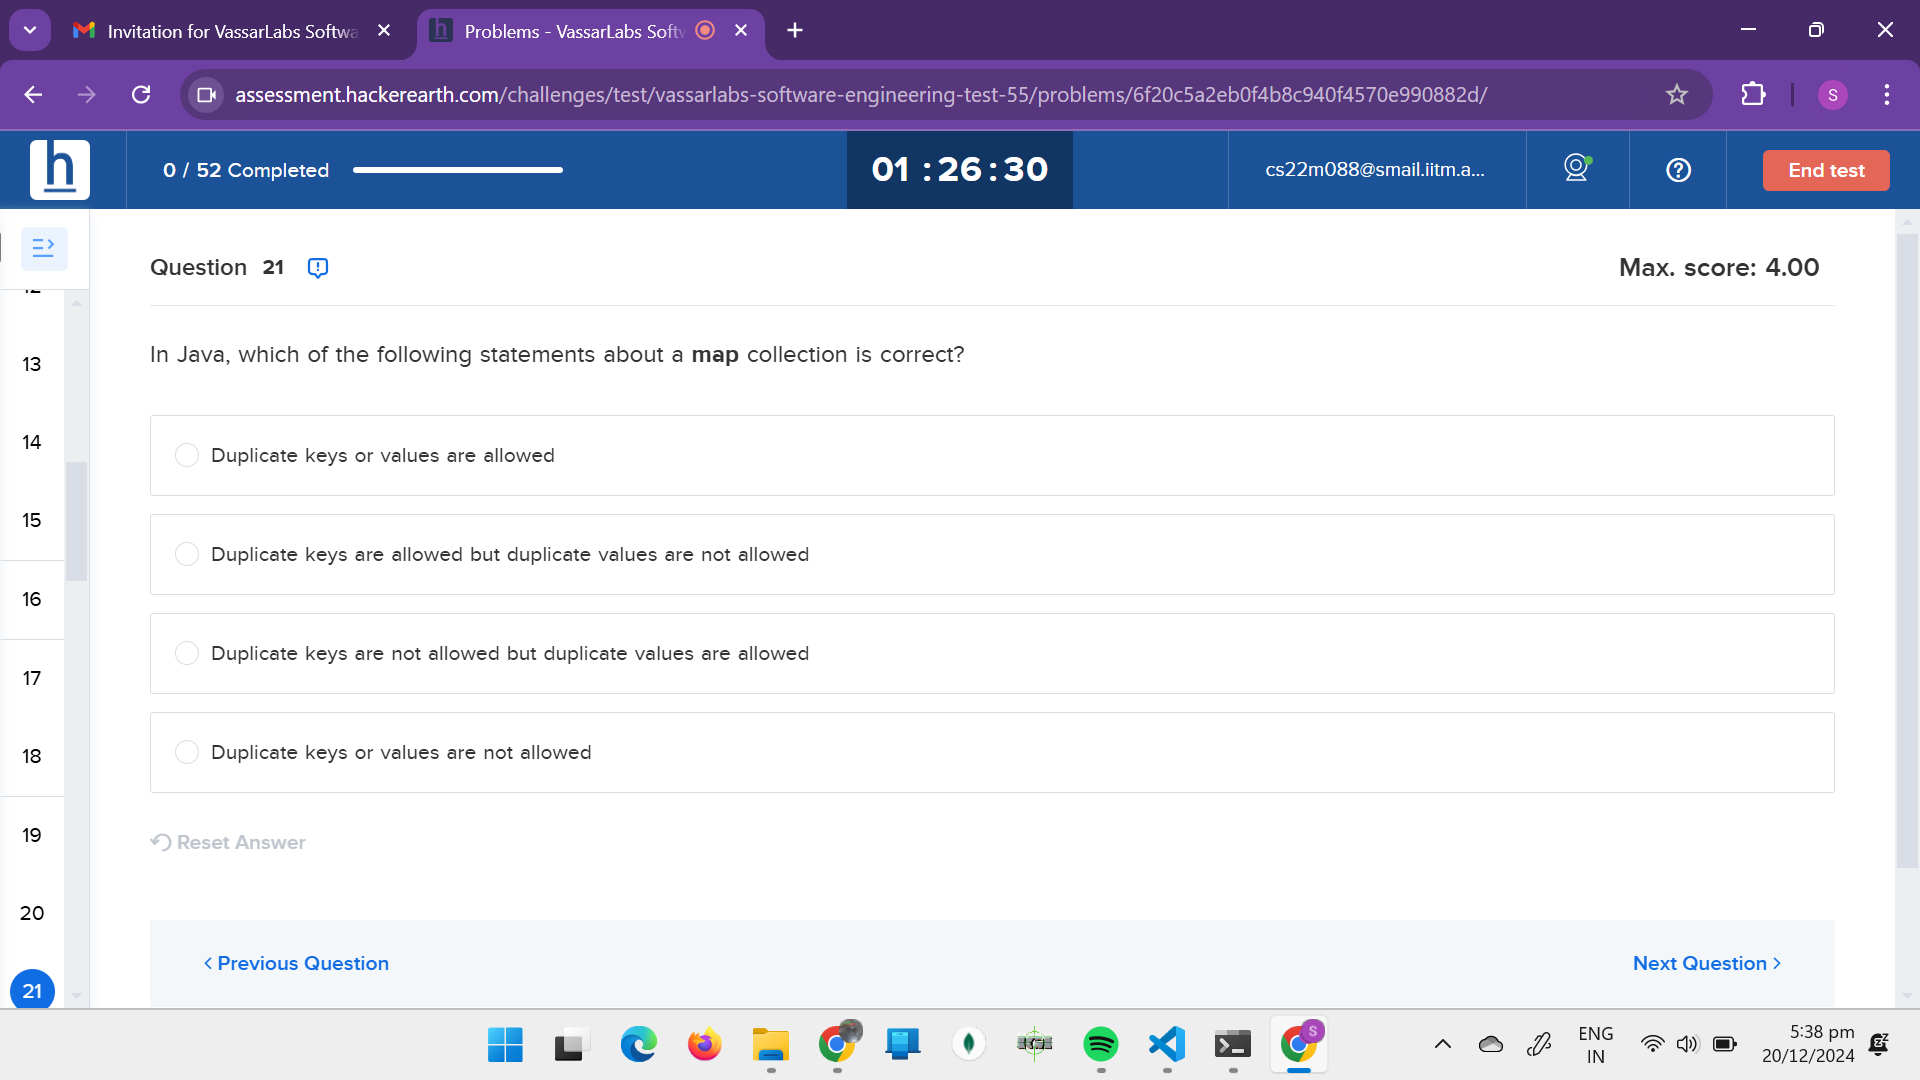 Invitation for VassarLabs Softwa
Problems - VassarLabs Softw
assessment.hackerearth.com/challenges/test/vassarlabs-software-engineering-test-55/problems/6f20c5a2eb0f4b8c940f4570e990882d/
S
h
0 / 52 Completed
01 : 26 : 30
cs22m088@smail.iitm.a...
End test
Question 21
Max. score: 4.00
12
13
14
15
16
17
18
19
20
21
In Java, which of the following statements about a map collection is correct?
Duplicate keys or values are allowed
Duplicate keys are allowed but duplicate values are not allowed
Duplicate keys are not allowed but duplicate values are allowed
Duplicate keys or values are not allowed
Reset Answer
Previous Question
Next Question
S
ENG
IN
5:38 pm
20/12/2024